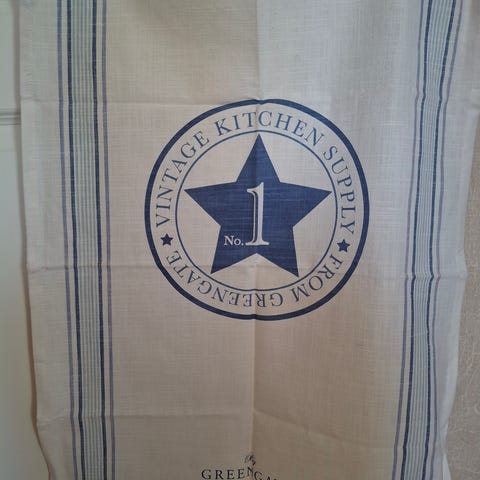 VINTAGE KITCHEN SUPPLY
★ FROM GREENGATE ★
No. 1